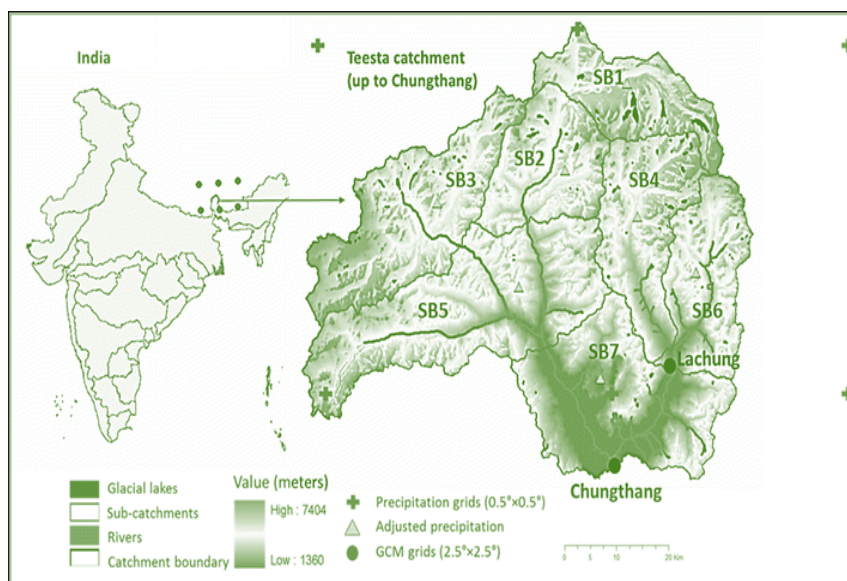 India
Teesta catchment
(up to Chungthang)
SB1
SB2
SB3
SB4
SB5
SB6
SB7
Lachung
Chungthang
Glacial lakes
Sub-catchments
Rivers
Catchment boundary
Value (meters)
High : 7404
Low : 1360
Precipitation grids (0.5°×0.5°)
Adjusted precipitation
GCM grids (2.5°×2.5°)
0 5 10 20 Km